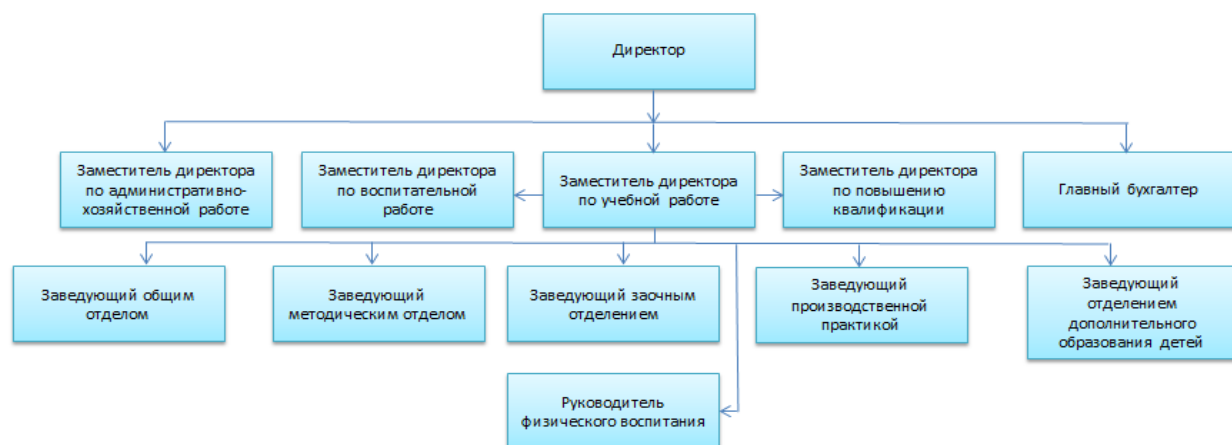 Директор
Заместитель директора
по административно-
хозяйственной работе
Заместитель директора
по воспитательной
работе
Заместитель директора
по учебной работе
Заместитель директора
по повышению
квалификации
Главный бухгалтер
Заведующий общим
отделом
Заведующий
методическим отделом
Заведующий заочным
отделением
Заведующий
производственной
практикой
Заведующий
отделением
дополнительного
образования детей
Руководитель
физического воспитания